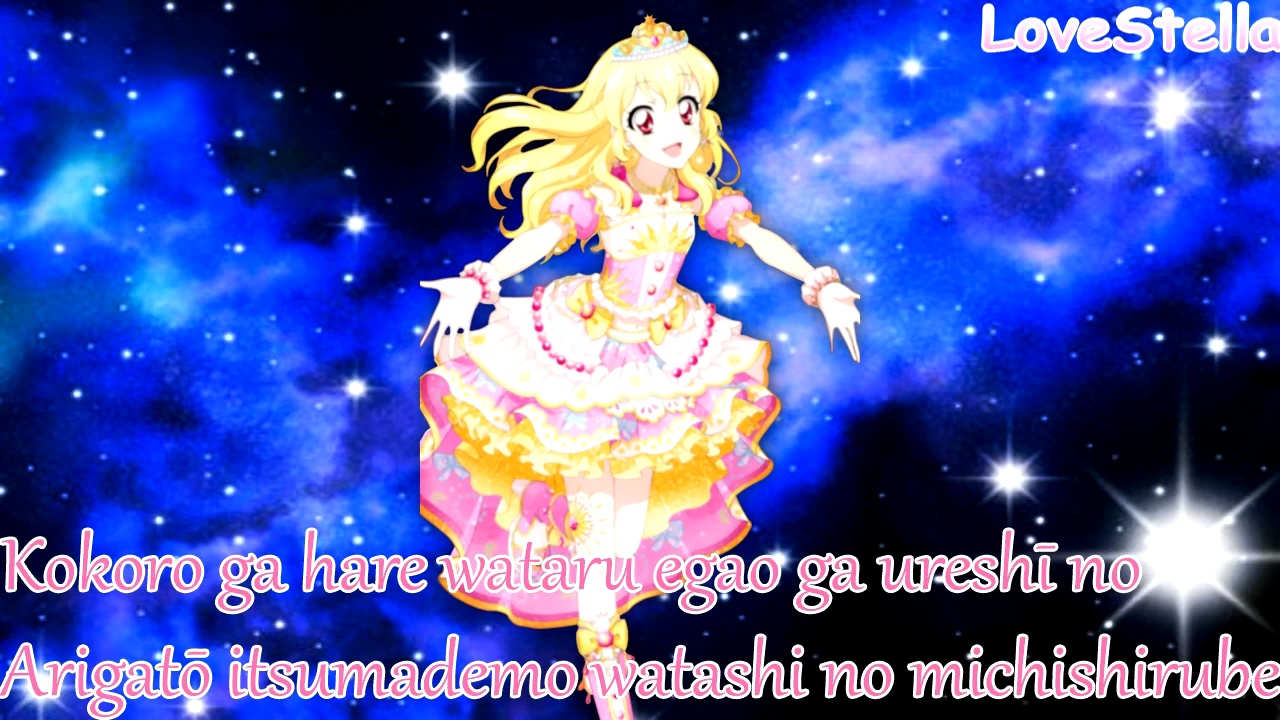 LoveStella
Kokoro ga hare wataru egao ga ureshī no
Arigatō itsumademo watashi no michishirube